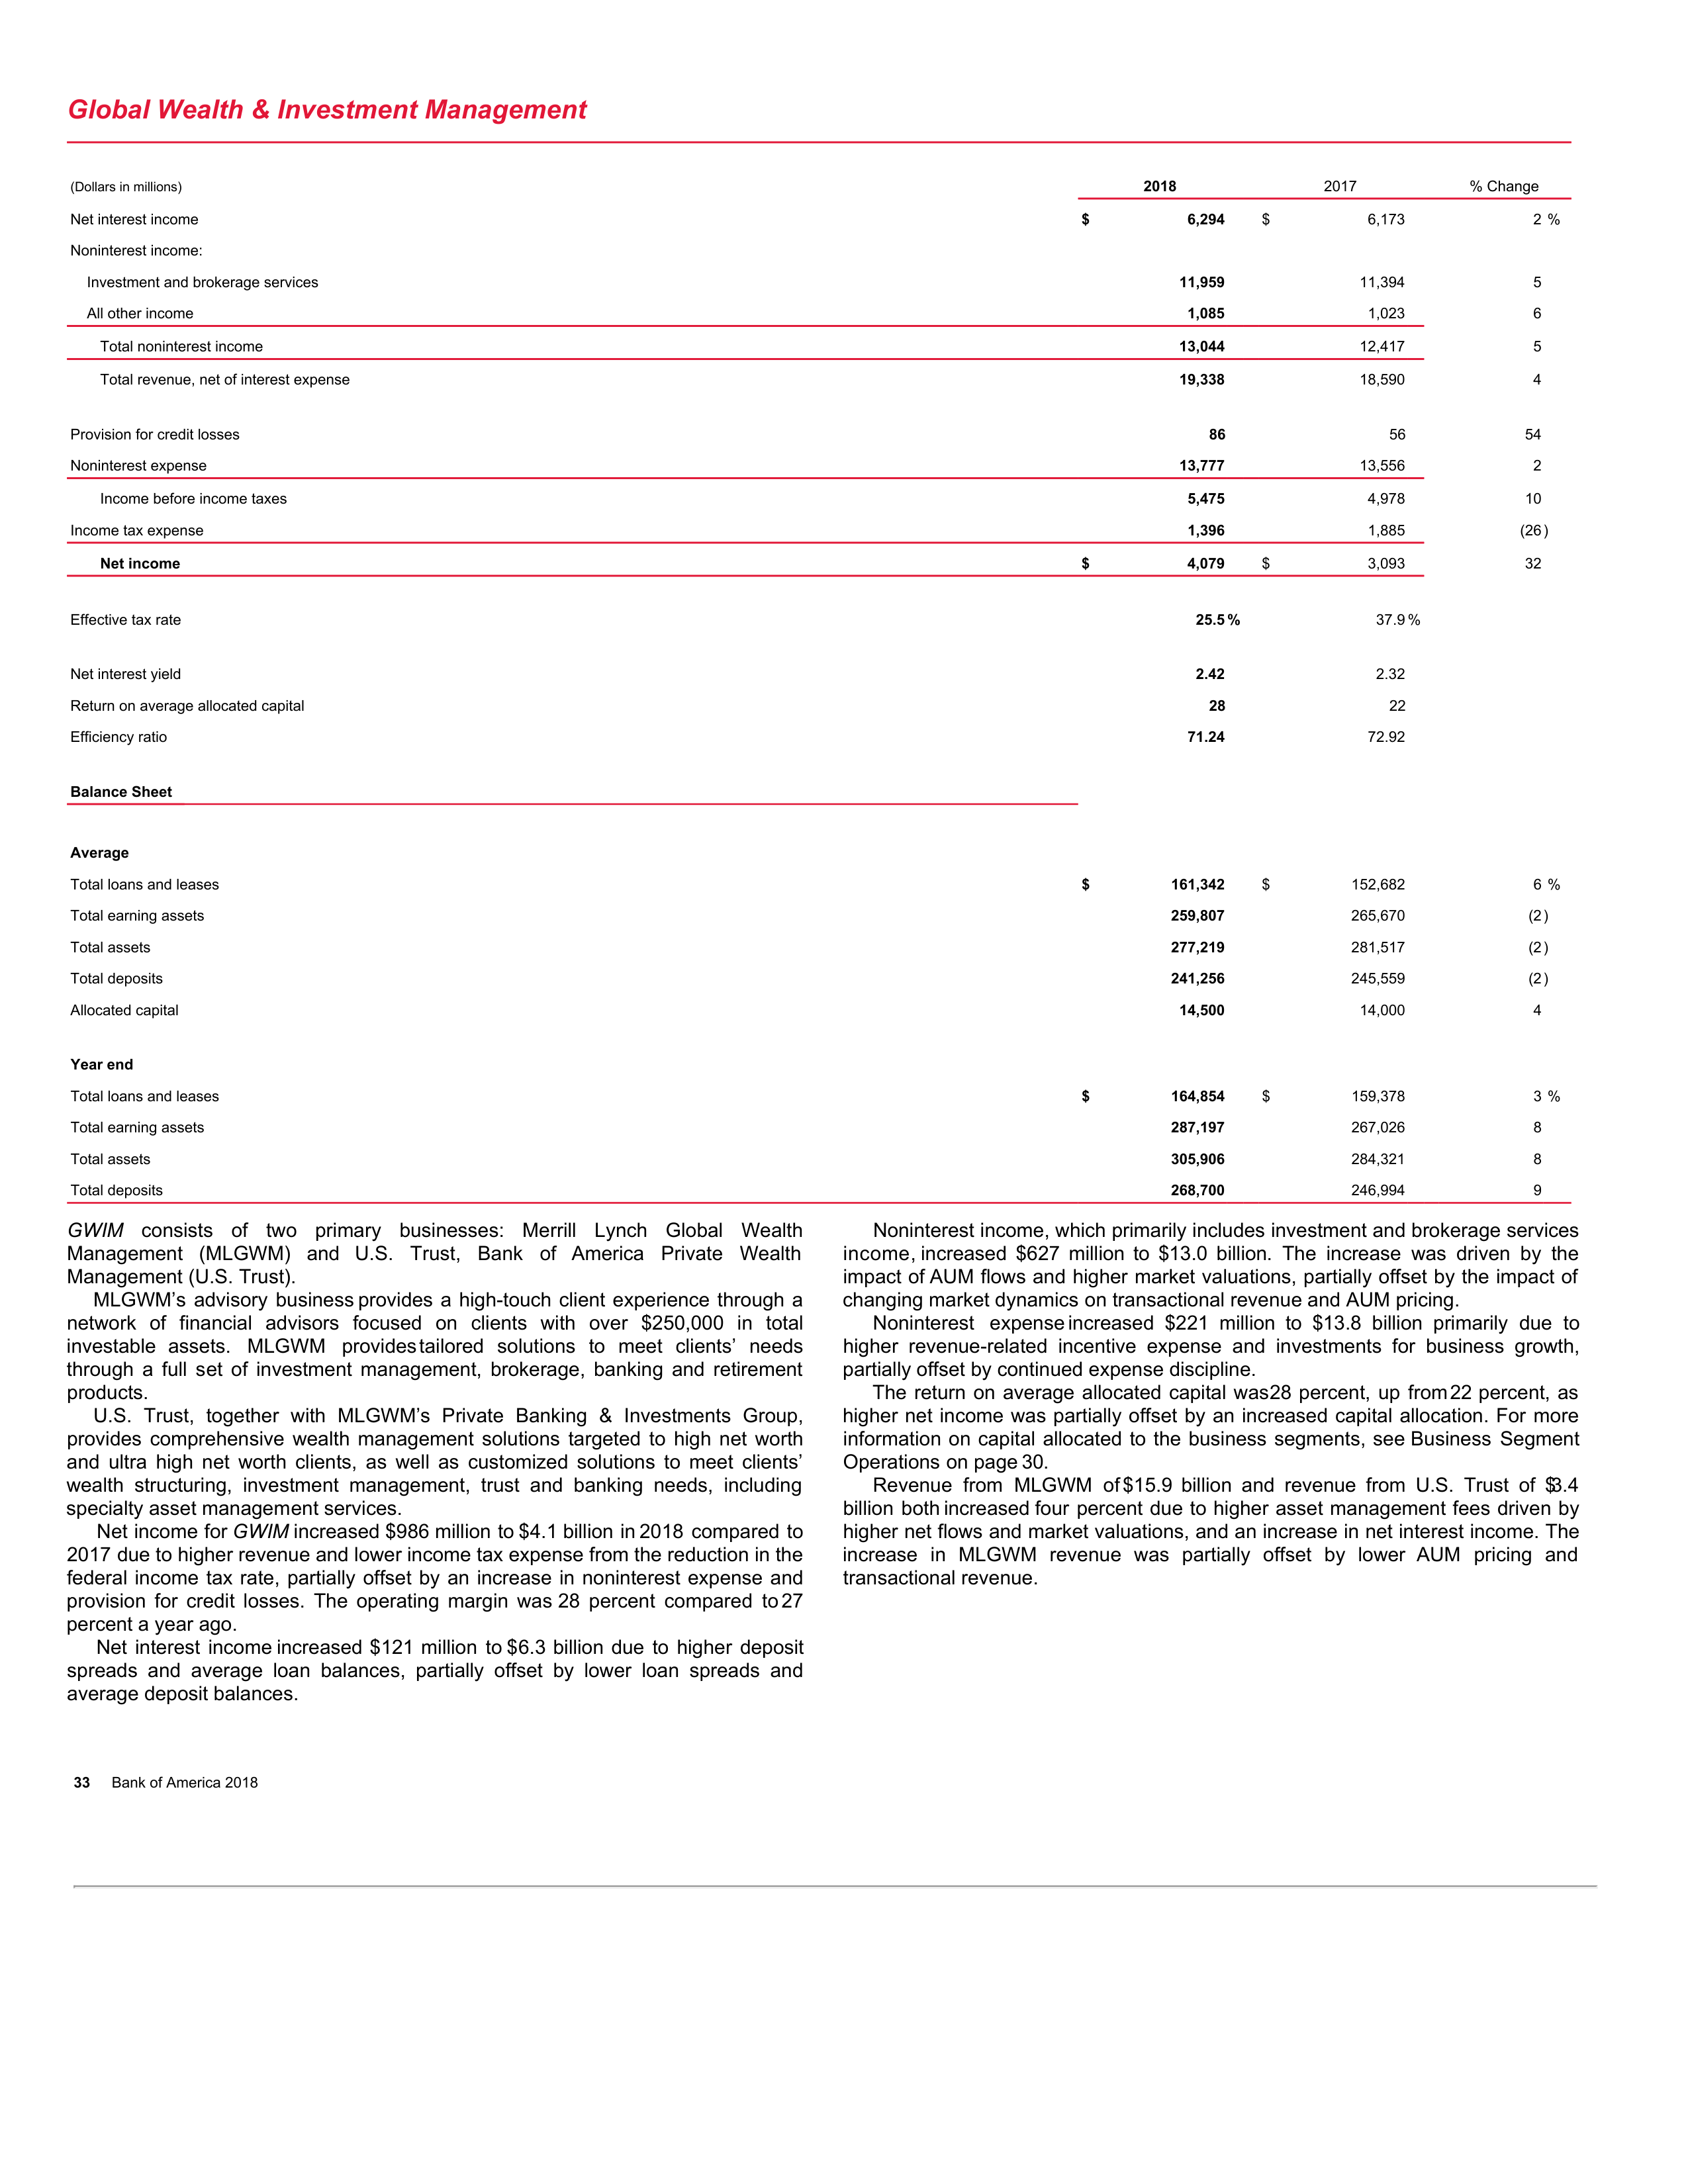 Global Wealth & Investment Management
(Dollars in millions) 2018 2017 % Change
Net interest income $ 6,294 $ 6,173 2 %
Noninterest income:
Investment and brokerage services 11,959 11,394 5
All other income 1,085 1,023 6
Total noninterest income 13,044 12,417 5
Total revenue, net of interest expense 19,338 18,590 4
Provision for credit losses 86 56 54
Noninterest expense 13,777 13,556 2
Income before income taxes 5,475 4,978 10
Income tax expense 1,396 1,885 (26)
Net income $ 4,079 $ 3,093 32
Effective tax rate 25.5% 37.9%
Net interest yield 2.42 2.32
Return on average allocated capital 28 22
Efficiency ratio 71.24 72.92
Balance Sheet
Average
Total loans and leases $ 161,342 $ 152,682 6 %
Total earning assets 259,807 265,670 (2)
Total assets 277,219 281,517 (2)
Total deposits 241,256 245,559 (2)
Allocated capital 14,500 14,000 4
Year end
Total loans and leases $ 164,854 $ 159,378 3 %
Total earning assets 287,197 267,026 8
Total assets 305,906 284,321 8
Total deposits 268,700 246,994 9
GWIM consists of two primary businesses: Merrill Lynch Global Wealth
Management (MLGWM) and U.S. Trust, Bank of America Private Wealth
Management (U.S. Trust).
MLGWM’s advisory business provides a high-touch client experience through a
network of financial advisors focused on clients with over $250,000 in total
investable assets. MLGWM provides tailored solutions to meet clients’ needs
through a full set of investment management, brokerage, banking and retirement
products.
U.S. Trust, together with MLGWM’s Private Banking & Investments Group,
provides comprehensive wealth management solutions targeted to high net worth
and ultra high net worth clients, as well as customized solutions to meet clients’
wealth structuring, investment management, trust and banking needs, including
specialty asset management services.
Net income for GWIM increased $986 million to $4.1 billion in 2018 compared to
2017 due to higher revenue and lower income tax expense from the reduction in the
federal income tax rate, partially offset by an increase in noninterest expense and
provision for credit losses. The operating margin was 28 percent compared to 27
percent a year ago.
Net interest income increased $121 million to $6.3 billion due to higher deposit
spreads and average loan balances, partially offset by lower loan spreads and
average deposit balances.
Noninterest income, which primarily includes investment and brokerage services
income, increased $627 million to $13.0 billion. The increase was driven by the
impact of AUM flows and higher market valuations, partially offset by the impact of
changing market dynamics on transactional revenue and AUM pricing.
Noninterest expense increased $221 million to $13.8 billion primarily due to
higher revenue-related incentive expense and investments for business growth,
partially offset by continued expense discipline.
The return on average allocated capital was 28 percent, up from 22 percent, as
higher net income was partially offset by an increased capital allocation. For more
information on capital allocated to the business segments, see Business Segment
Operations on page 30.
Revenue from MLGWM of $15.9 billion and revenue from U.S. Trust of $3.4
billion both increased four percent due to higher asset management fees driven by
higher net flows and market valuations, and an increase in net interest income. The
increase in MLGWM revenue was partially offset by lower AUM pricing and
transactional revenue.
33 Bank of America 2018